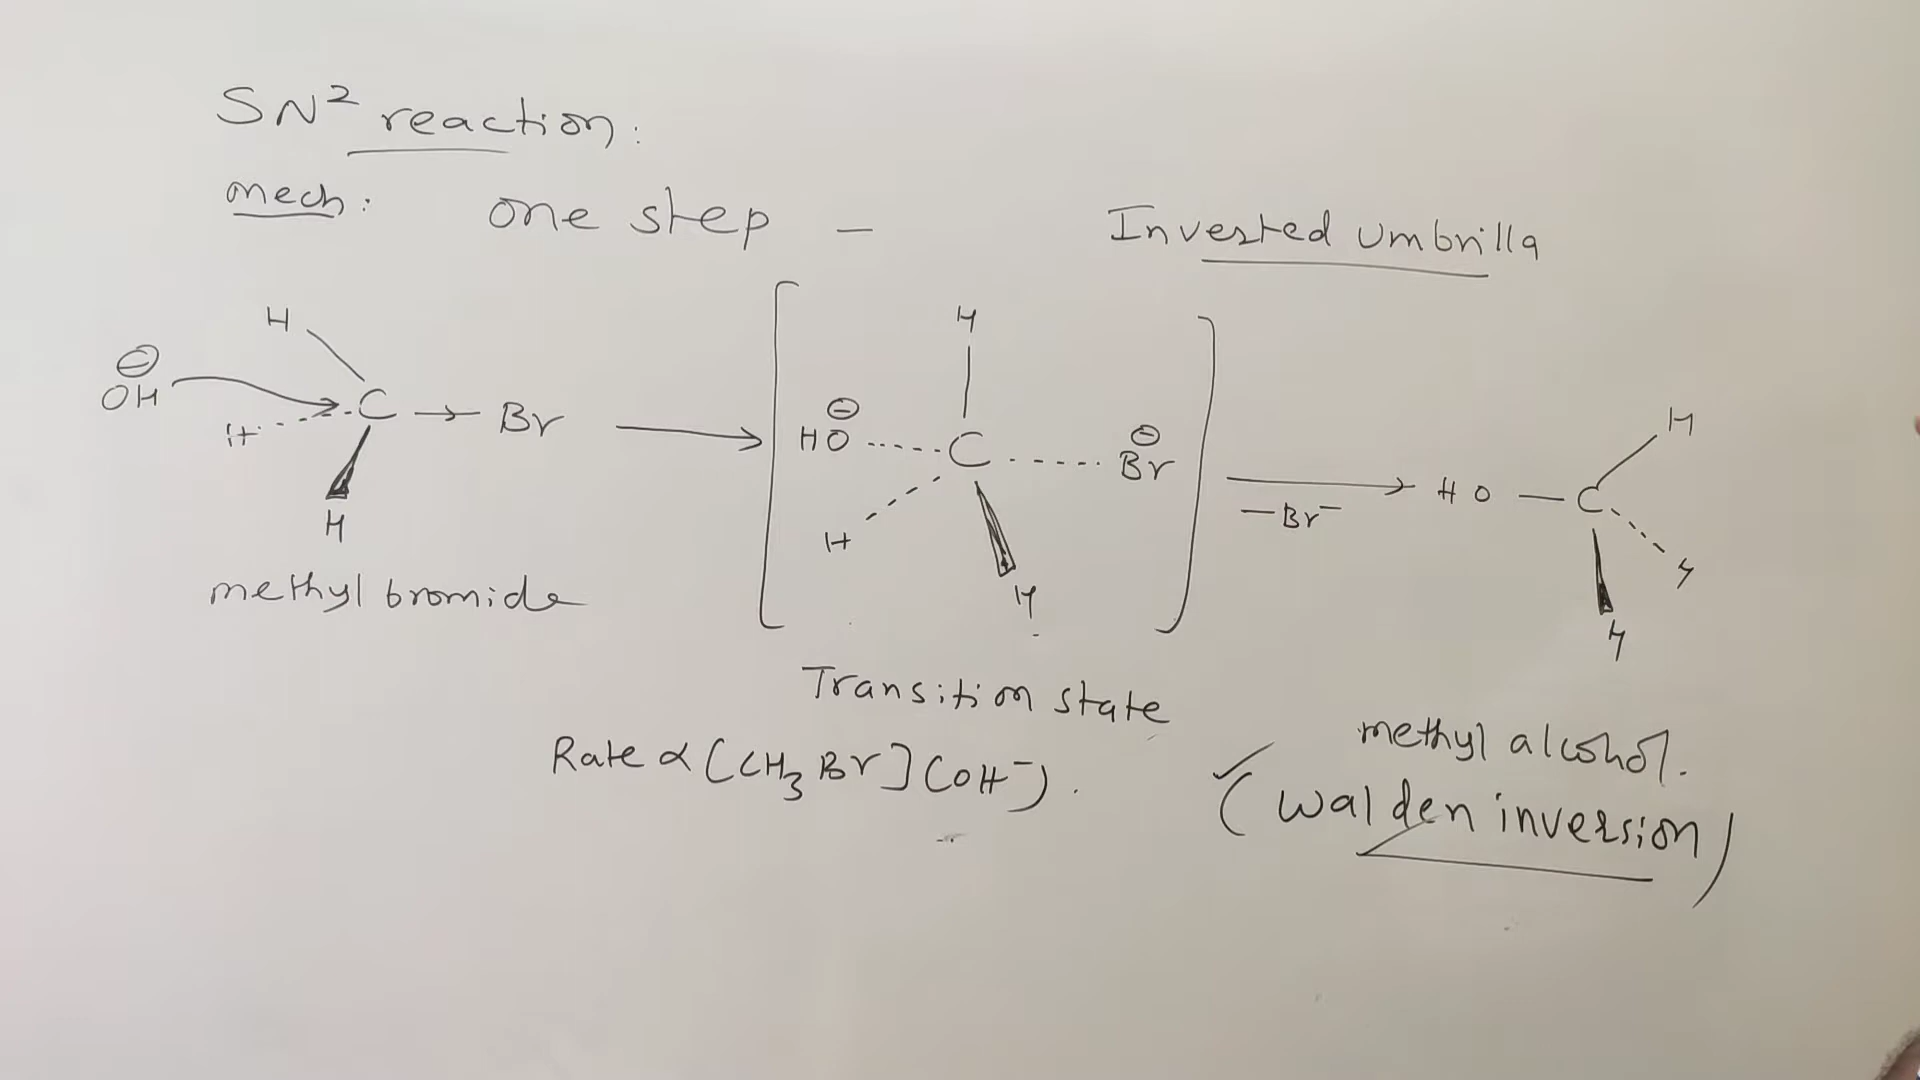 SN² reaction:
mech: one step —
Inverted umbrilla
H
⊖
OH
H
C
Br
H
methyl bromide
H
⊖
HO
C
⊖
Br
H
H
Transition state
—Br⁻
HO — C
H
H
H
methyl alcohol.
(walden inversion)
Rate ∝ [CH₃Br] (OH⁻).